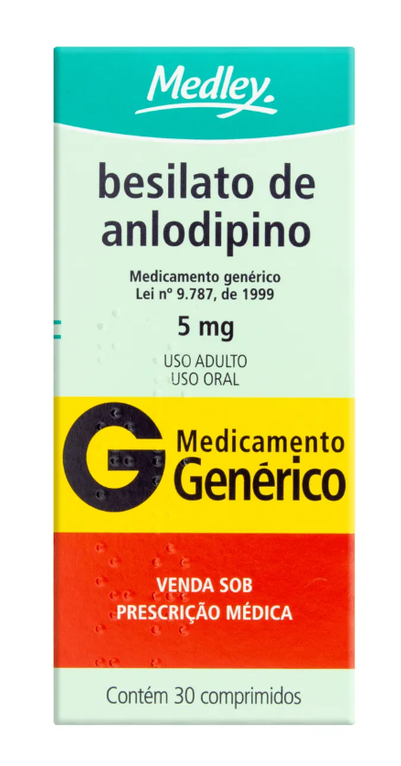 Medley.
besilato de
anlodipino
Medicamento genérico
Lei nº 9.787, de 1999
5 mg
USO ADULTO
USO ORAL
G Medicamento
Genérico
VENDA SOB
PRESCRIÇÃO MÉDICA
Contém 30 comprimidos